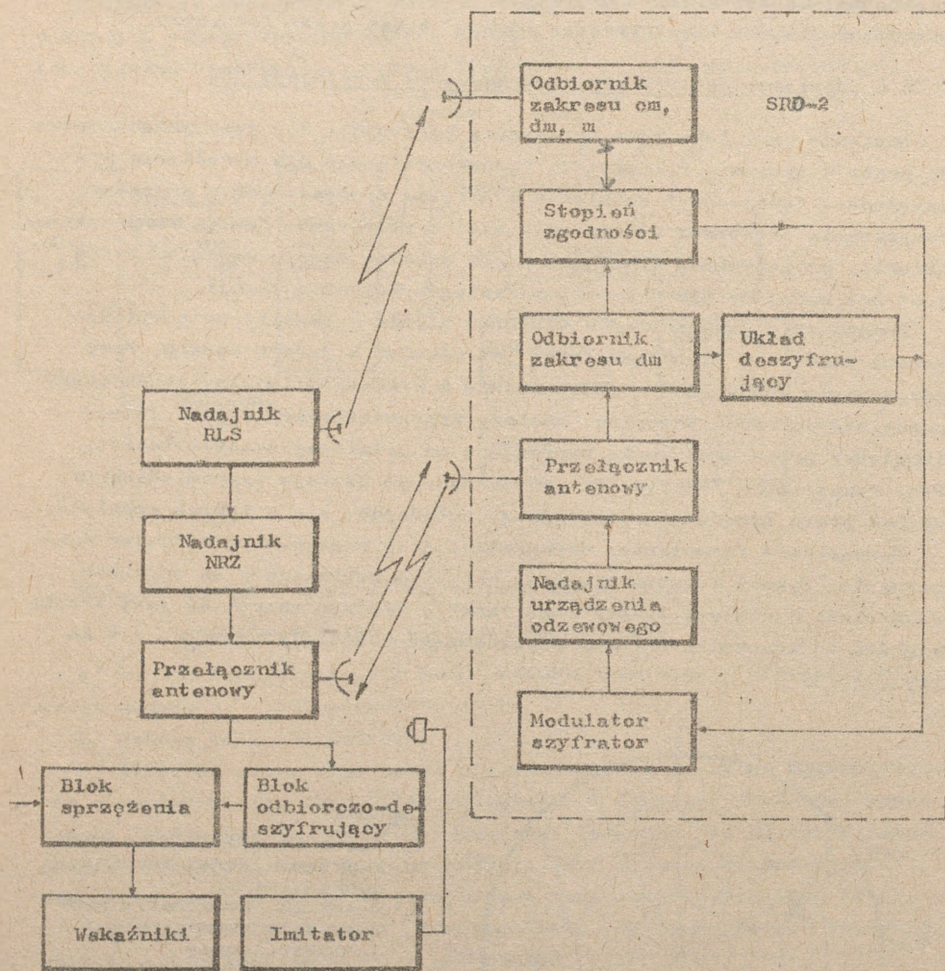 Odbiornik
zakresu cm,
dm, m
SRD-2
Stopień
zgodności
Odbiornik
zakresu dm
Układ
deszyfru-
jący
Nadajnik
RLS
Przełącznik
antenowy
Nadajnik
NRZ
Nadajnik
urządzenia
odzewowego
Przełącznik
antenowy
Modulator
szyfrator
Blok
sprzężenia
Blok
odbiorczo-de-
szyfrujący
Wskaźniki
Imitator